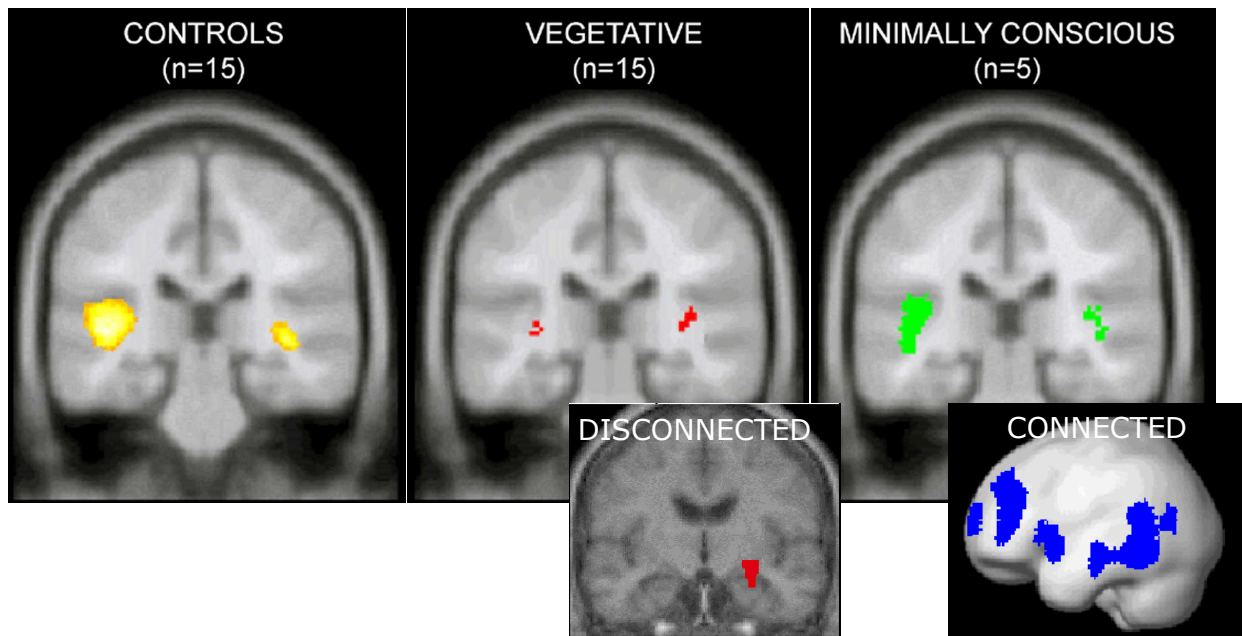 CONTROLS
(n=15)
VEGETATIVE
(n=15)
MINIMALLY CONSCIOUS
(n=5)
DISCONNECTED
CONNECTED